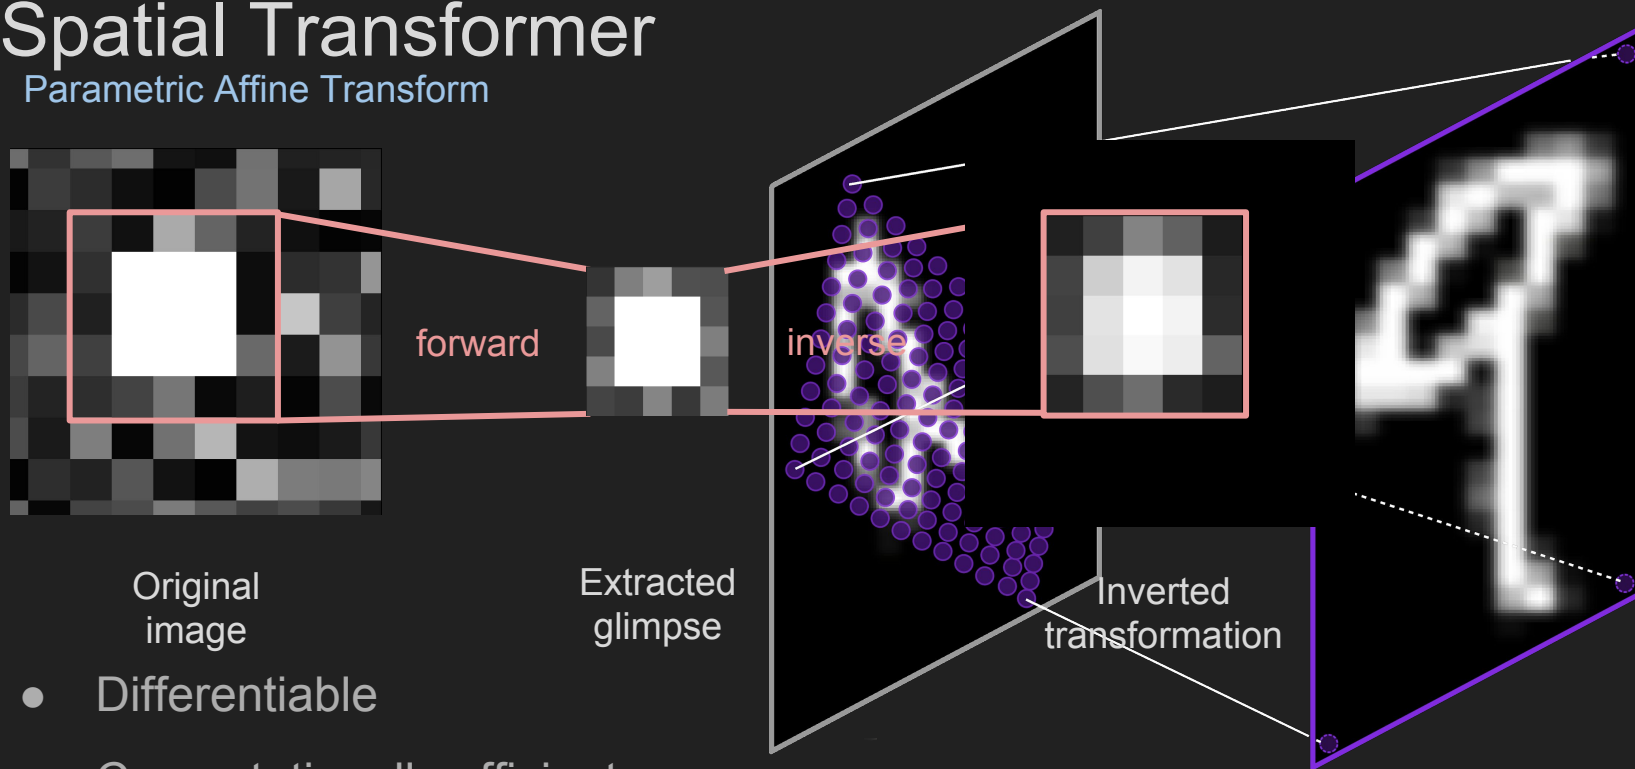 Spatial Transformer
Parametric Affine Transform
forward
inverse
Original
image
Extracted
glimpse
Inverted
transformation
● Differentiable